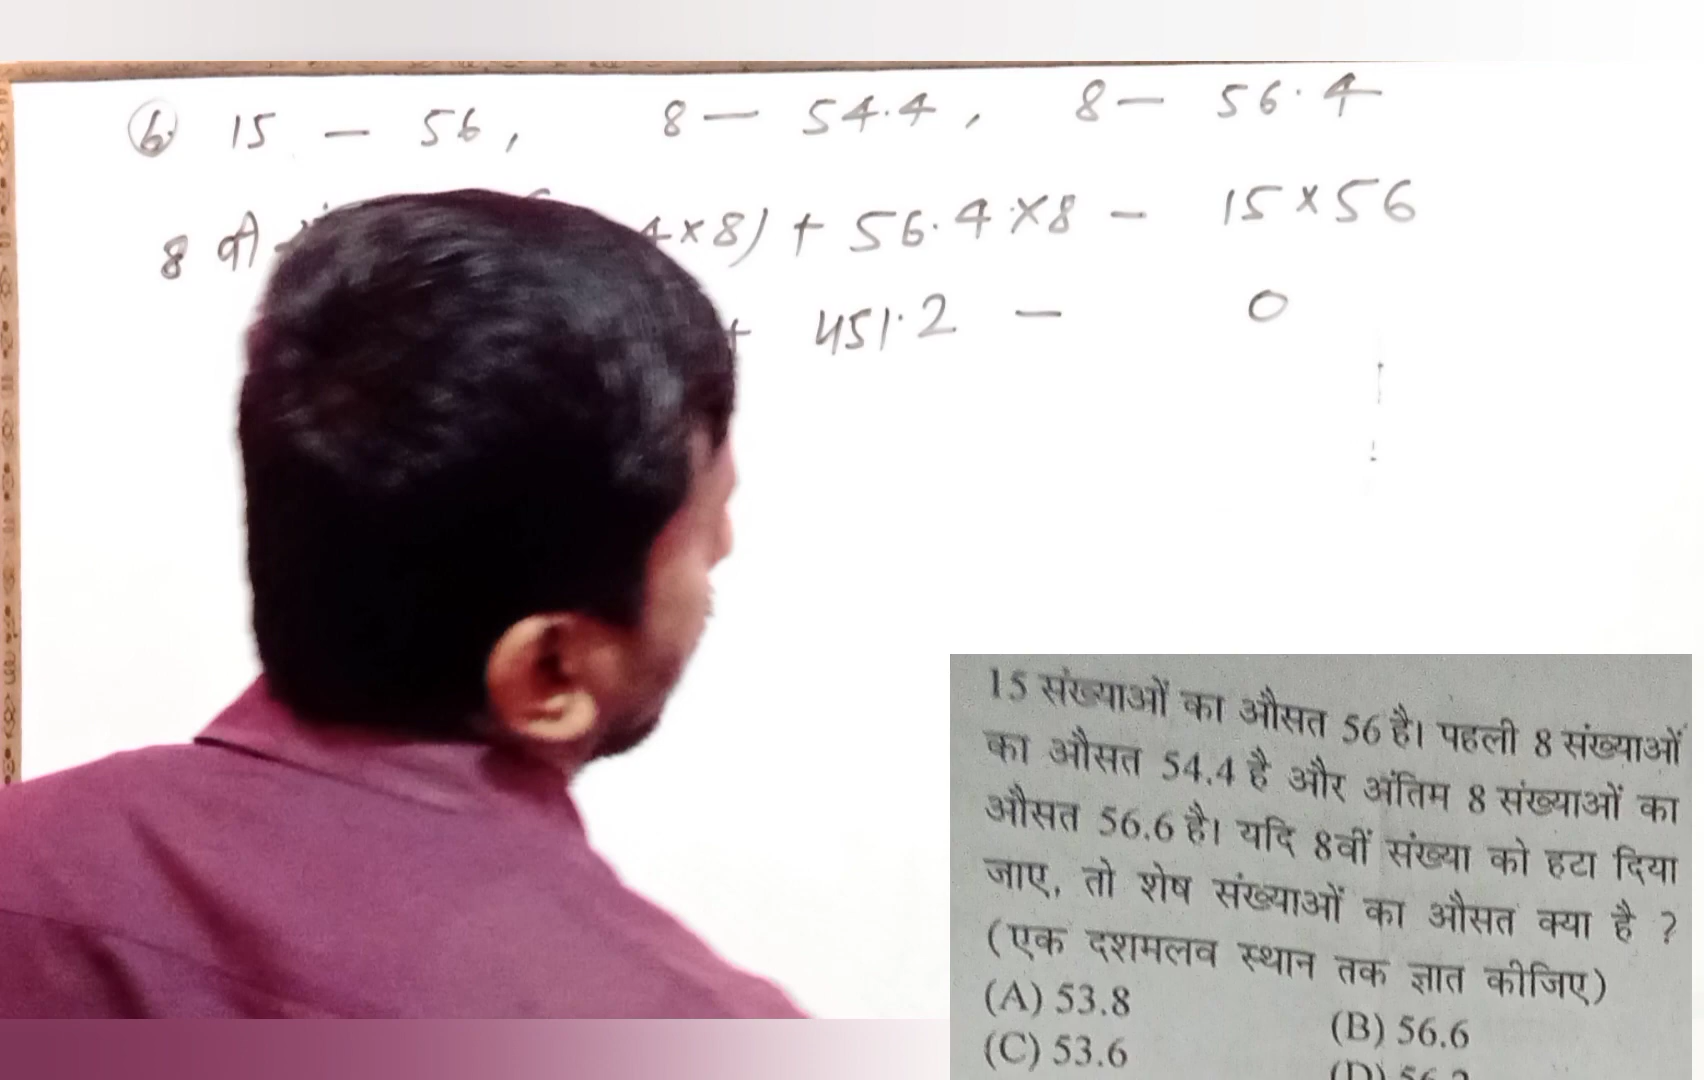 6 15 — 56, 8 — 54.4, 8 — 56.4
8 वी ×8) + 56.4 × 8 — 15 × 56
+ 451.2 — 0
15 संख्याओं का औसत 56 है। पहली 8 संख्याओं
का औसत 54.4 है और अंतिम 8 संख्याओं का
औसत 56.6 है। यदि 8वीं संख्या को हटा दिया
जाए, तो शेष संख्याओं का औसत क्या है ?
(एक दशमलव स्थान तक ज्ञात कीजिए)
(A) 53.8
(B) 56.6
(C) 53.6